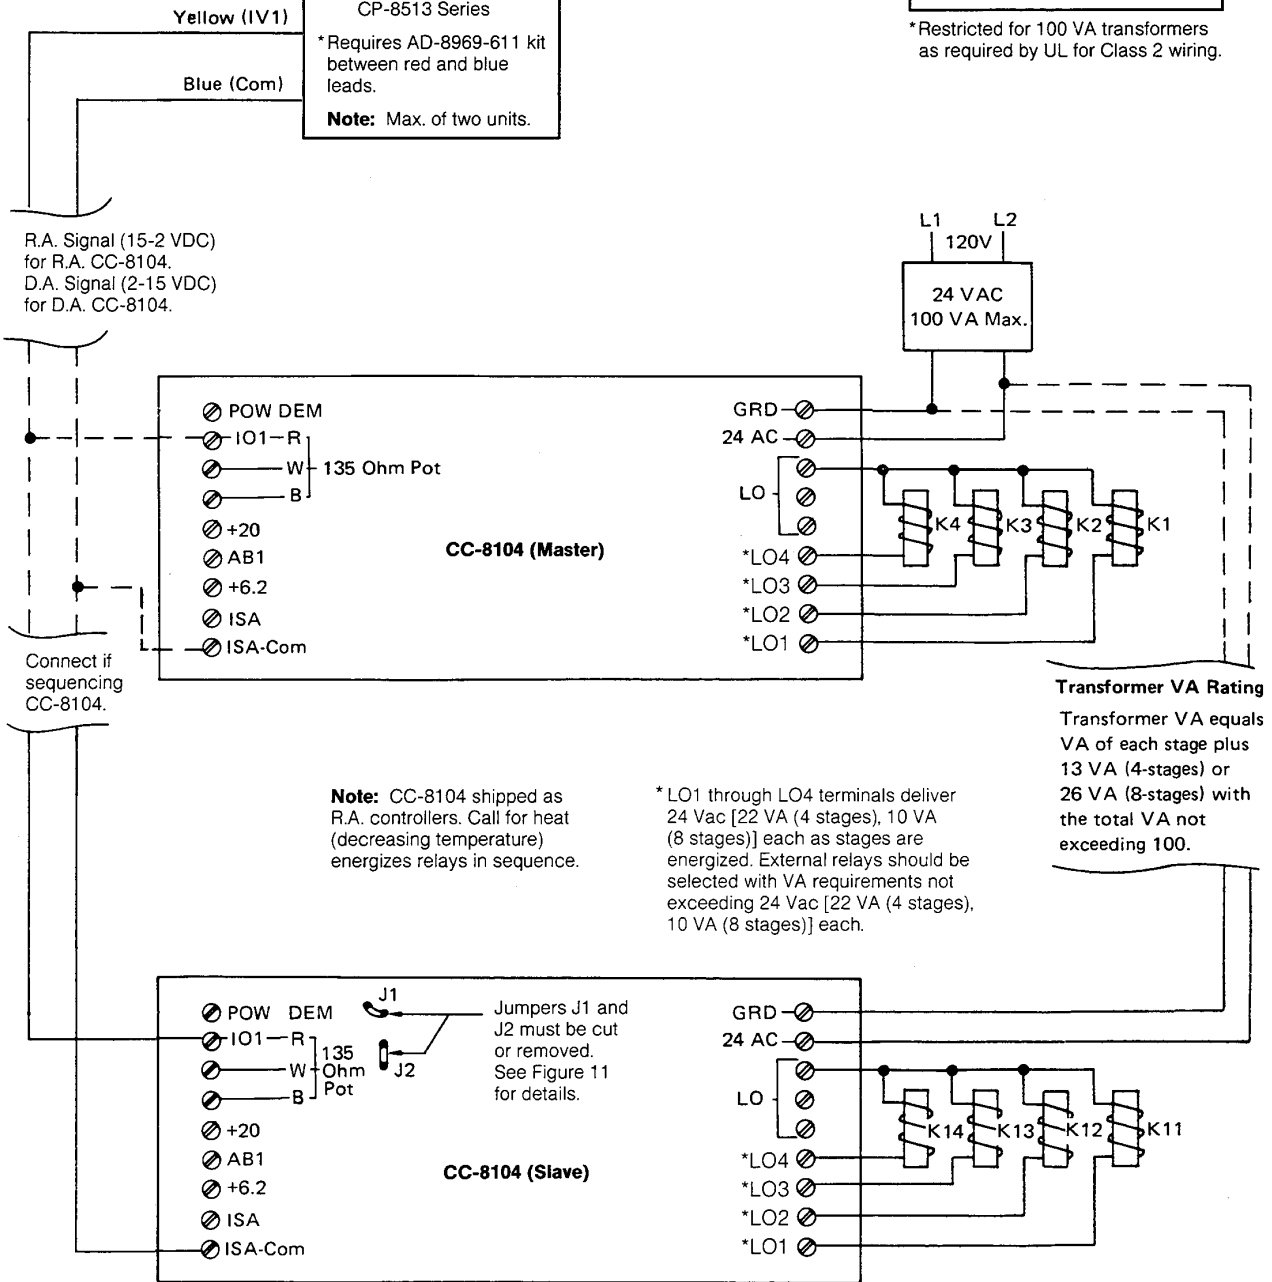 Yellow (IV1)
Blue (Com)
CP-8513 Series
*Requires AD-8969-611 kit
between red and blue
leads.
Note: Max. of two units.
*Restricted for 100 VA transformers
as required by UL for Class 2 wiring.
R.A. Signal (15-2 VDC)
for R.A. CC-8104.
D.A. Signal (2-15 VDC)
for D.A. CC-8104.
L1 L2
120V
24 VAC
100 VA Max.
POW DEM
IO1 R
W
B
135 Ohm Pot
+20
AB1
+6.2
ISA
ISA-Com
CC-8104 (Master)
GRD
24 AC
LO
*LO4
*LO3
*LO2
*LO1
K4 K3 K2 K1
Connect if
sequencing
CC-8104.
Transformer VA Rating
Transformer VA equals
VA of each stage plus
13 VA (4-stages) or
26 VA (8-stages) with
the total VA not
exceeding 100.
Note: CC-8104 shipped as
R.A. controllers. Call for heat
(decreasing temperature)
energizes relays in sequence.
* LO1 through LO4 terminals deliver
24 Vac [22 VA (4 stages), 10 VA
(8 stages)] each as stages are
energized. External relays should be
selected with VA requirements not
exceeding 24 Vac [22 VA (4 stages),
10 VA (8 stages)] each.
POW DEM
IO1 R
W
B
135
Ohm
Pot
J1
J2
Jumpers J1 and
J2 must be cut
or removed.
See Figure 11
for details.
+20
AB1
+6.2
ISA
ISA-Com
CC-8104 (Slave)
GRD
24 AC
LO
*LO4
*LO3
*LO2
*LO1
K14 K13 K12 K11